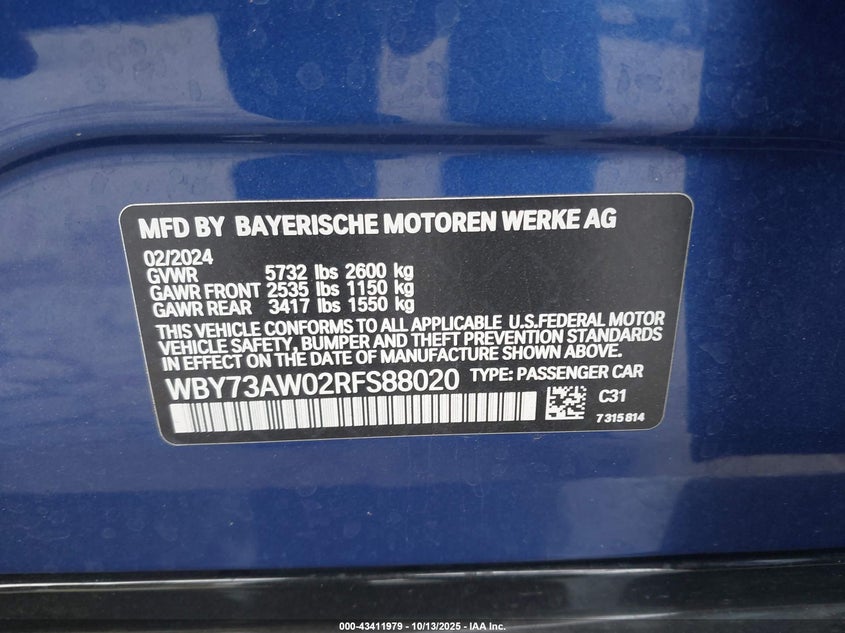 MFD BY BAYERISCHE MOTOREN WERKE AG
02/2024
GVWR 5732 lbs 2600 kg
GAWR FRONT 2535 lbs 1150 kg
GAWR REAR 3417 lbs 1550 kg
THIS VEHICLE CONFORMS TO ALL APPLICABLE U.S.FEDERAL MOTOR
VEHICLE SAFETY, BUMPER AND THEFT PREVENTION STANDARDS
IN EFFECT ON THE DATE OF MANUFACTURE SHOWN ABOVE.
WBY73AW02RFS88020 TYPE: PASSENGER CAR
C31
7315814
000-43411979 - 10/13/2025 - IAA Inc.